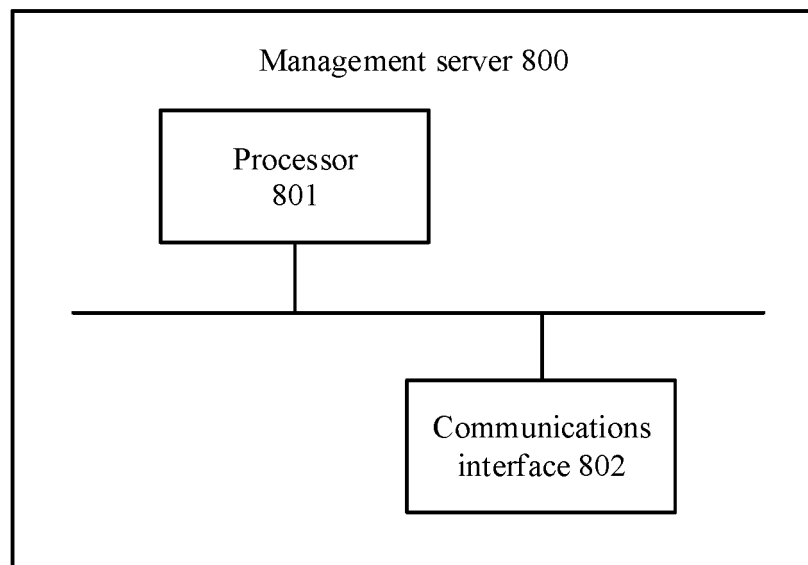 Management server 800
Processor
801
Communications
interface 802